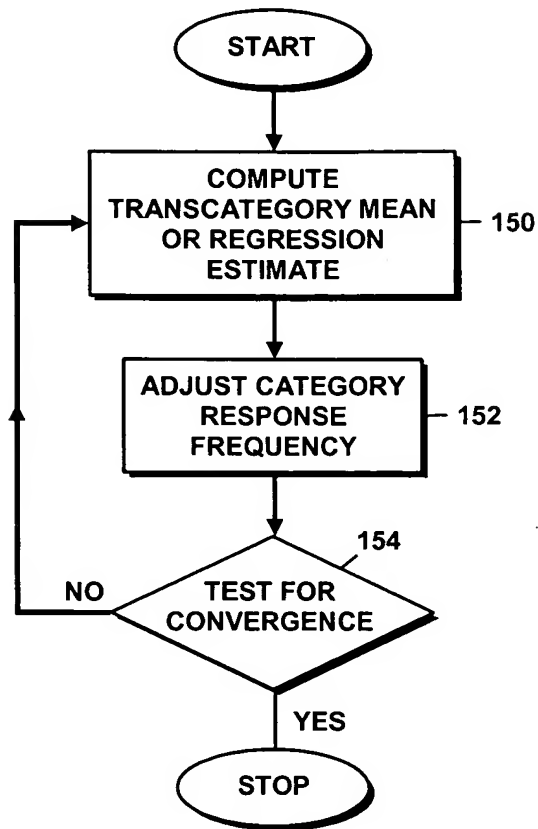 START
COMPUTE
TRANSCATEGORY MEAN
OR REGRESSION
ESTIMATE
150
ADJUST CATEGORY
RESPONSE
FREQUENCY
152
154
TEST FOR
CONVERGENCE
NO
YES
STOP